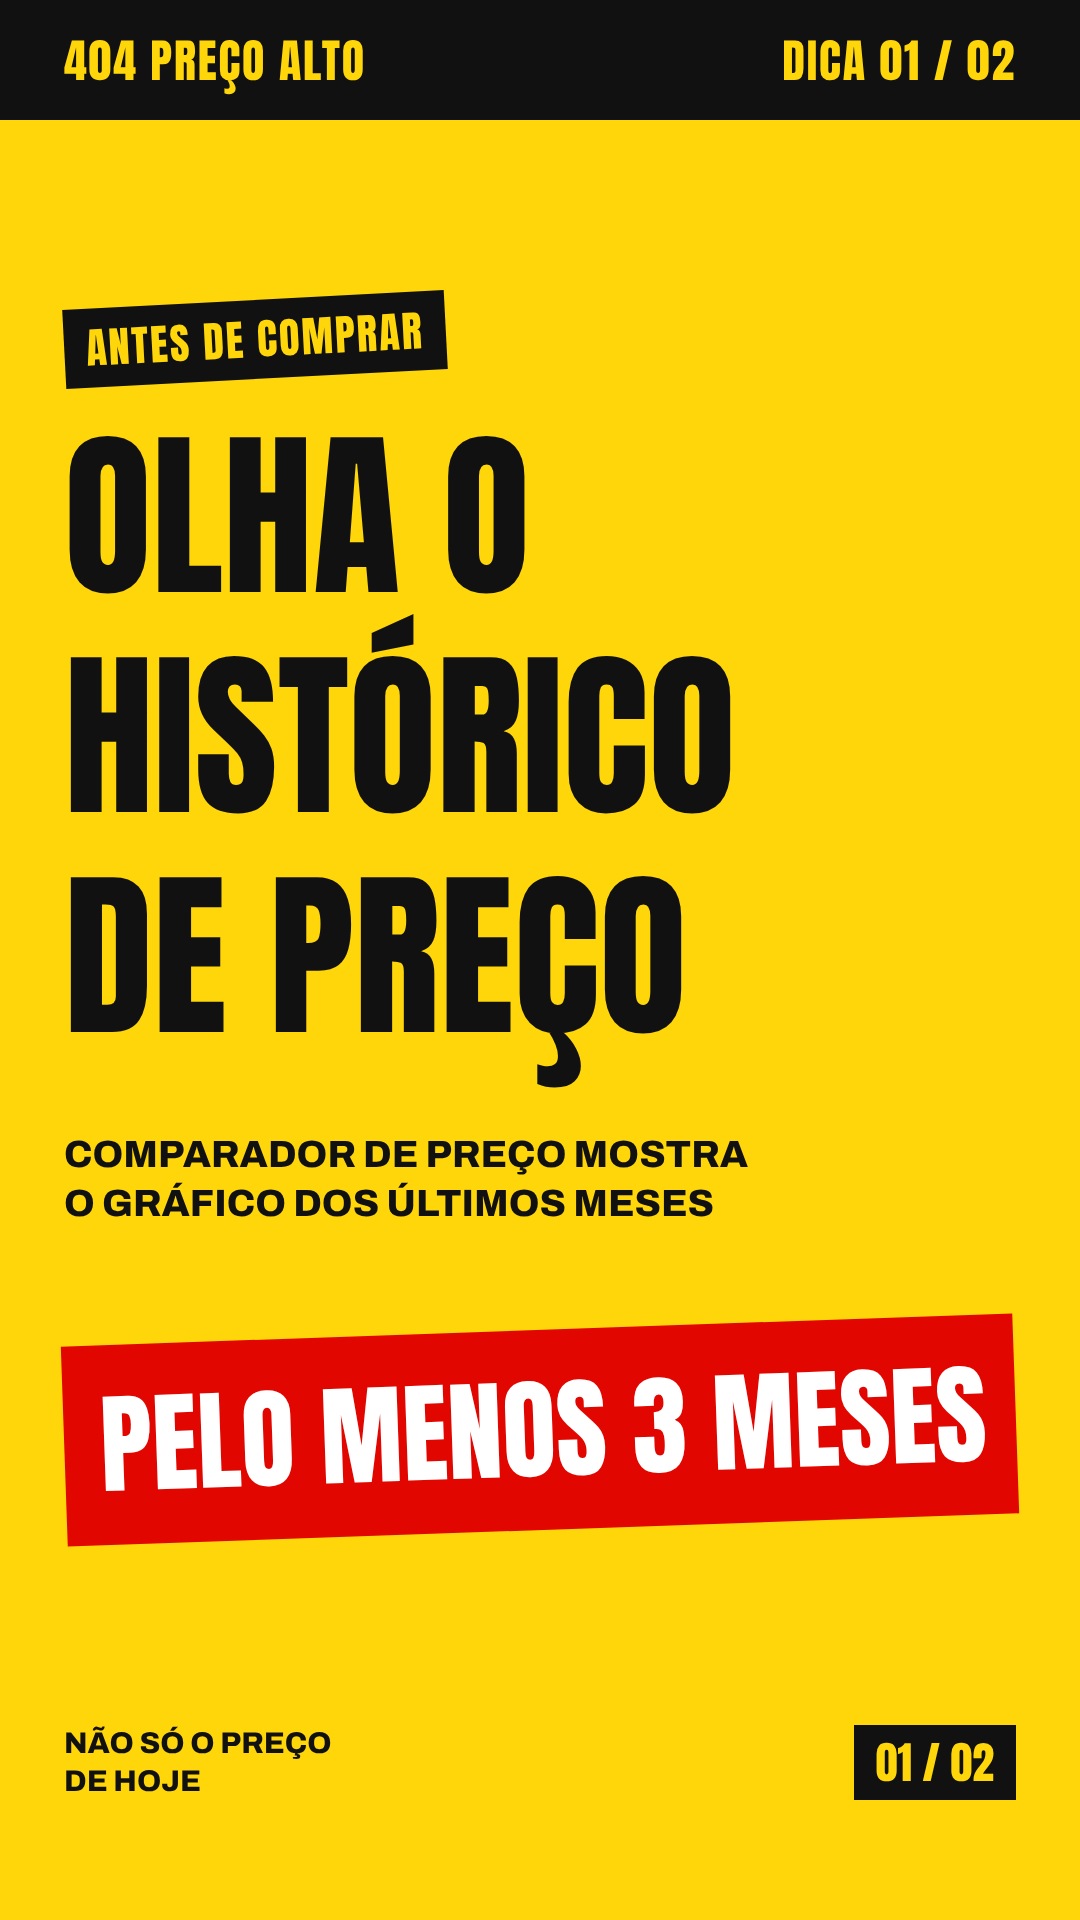 404 PREÇO ALTO
DICA 01 / 02
ANTES DE COMPRAR
OLHA O
HISTÓRICO
DE PREÇO
COMPARADOR DE PREÇO MOSTRA
O GRÁFICO DOS ÚLTIMOS MESES
PELO MENOS 3 MESES
NÃO SÓ O PREÇO
DE HOJE
01 / 02